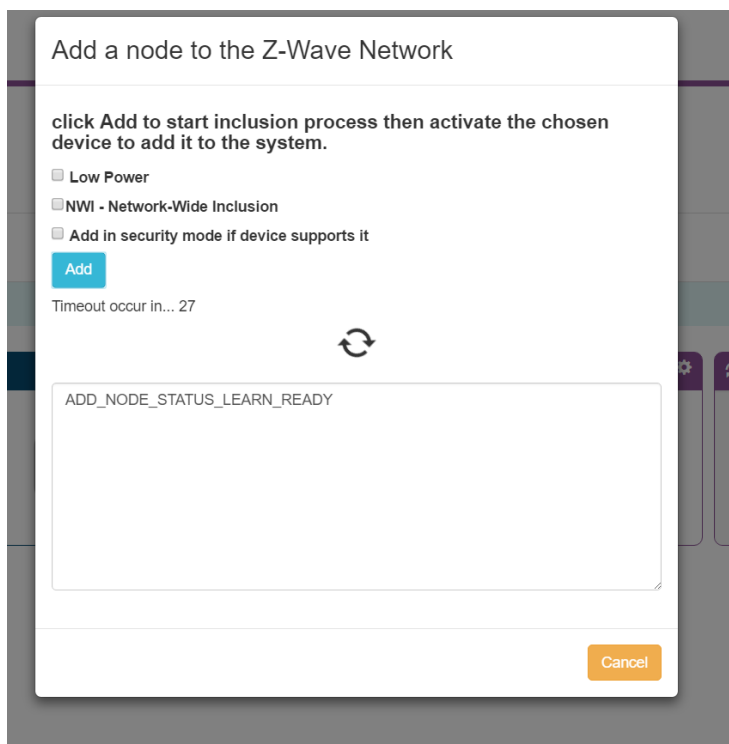 Add a node to the Z-Wave Network
click Add to start inclusion process then activate the chosen
device to add it to the system.
Low Power
NWI - Network-Wide Inclusion
Add in security mode if device supports it
Add
Timeout occur in... 27
ADD_NODE_STATUS_LEARN_READY
Cancel